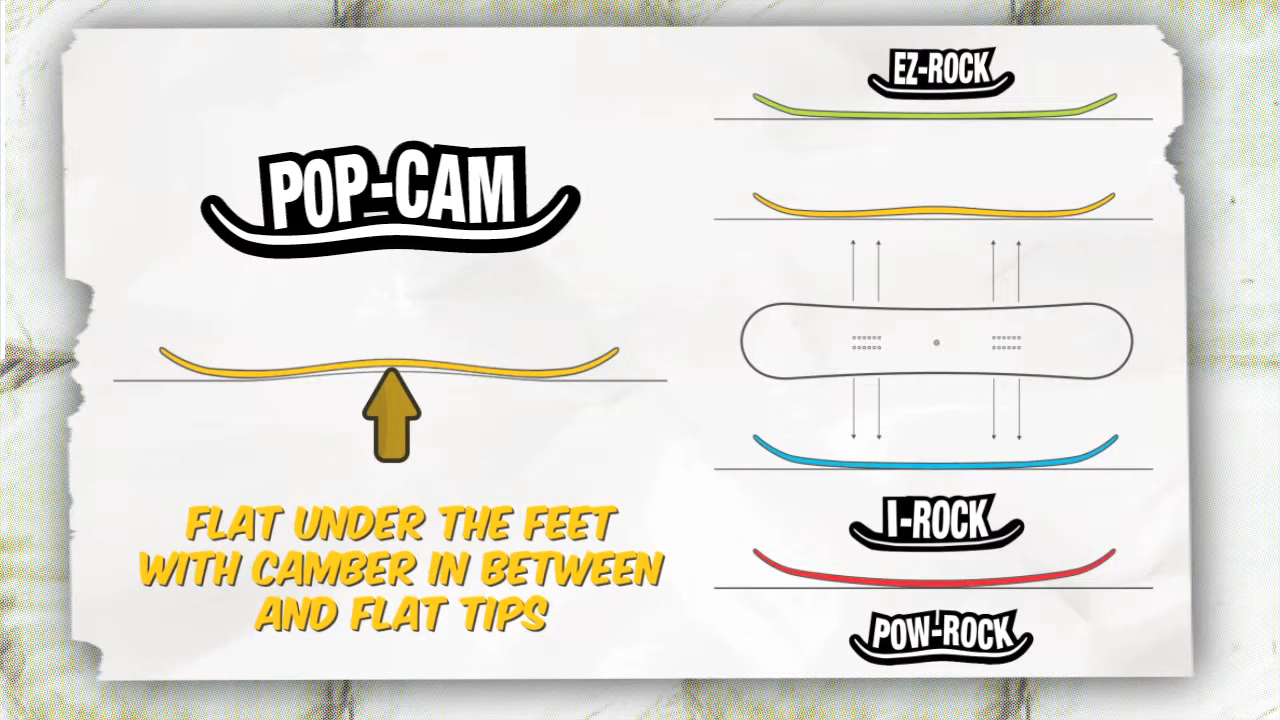 POP-CAM
FLAT UNDER THE FEET
WITH CAMBER IN BETWEEN
AND FLAT TIPS
EZ-ROCK
I-ROCK
POW-ROCK